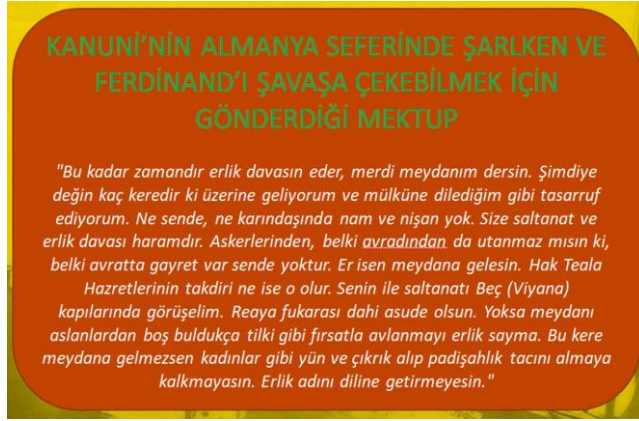 KANUNİ’NİN ALMANYA SEFERİNDE ŞARLKEN VE
FERDİNAND’I ŞAVAŞA ÇEKEBİLMEK İÇİN
GÖNDERDİĞİ MEKTUP
"Bu kadar zamandır erlik davasın eder, merdi meydanım dersin. Şimdiye
değin kaç keredir ki üzerine geliyorum ve mülküne dilediğim gibi tasarruf
ediyorum. Ne sende, ne karındaşında nam ve nişan yok. Size saltanat ve
erlik davası haramdır. Askerlerinden, belki avradından da utanmaz mısın ki,
belki avratta gayret var sende yoktur. Er isen meydana gelesin. Hak Teala
Hazretlerinin takdiri ne ise o olur. Senin ile saltanatı Beç (Viyana)
kapılarında görüşelim. Reaya fukarası dahi asude olsun. Yoksa meydanı
aslanlardan boş buldukça tilki gibi fırsatla avlanmayı erlik sayma. Bu kere
meydana gelmezsen kadınlar gibi yün ve çıkrık alıp padişahlık tacını almaya
kalkmayasın. Erlik adını diline getirmeyesin."